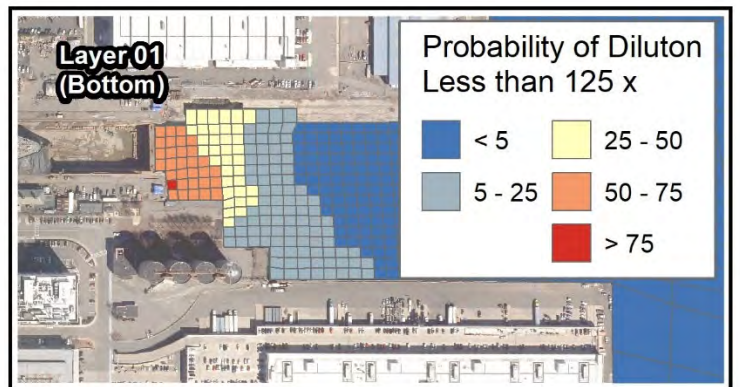 Layer 01
(Bottom)
Probability of Diluton
Less than 125 x
< 5
25 - 50
5 - 25
50 - 75
> 75